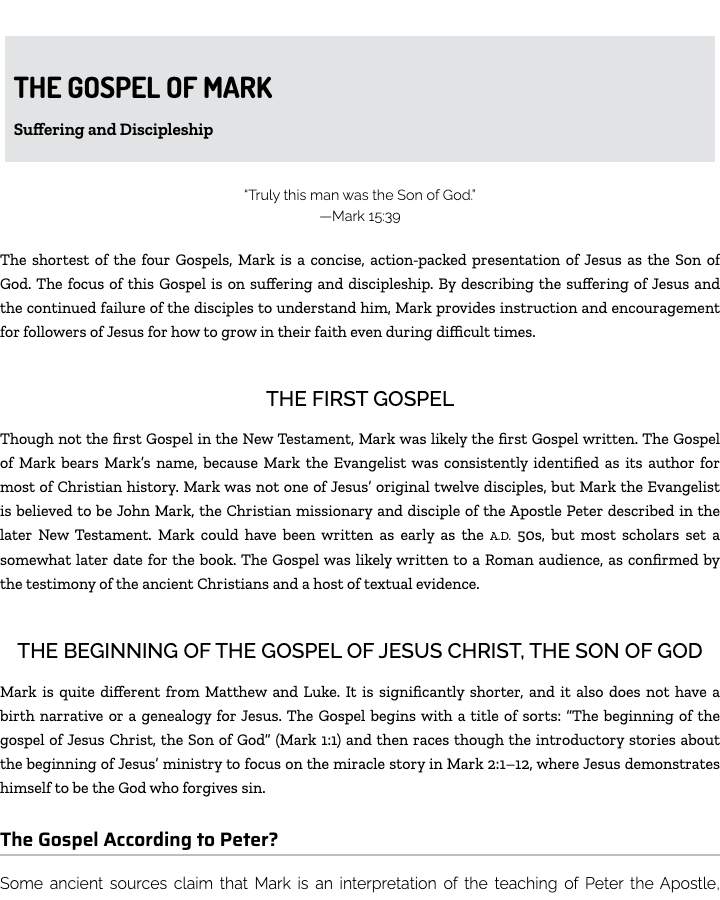 THE GOSPEL OF MARK
Suffering and Discipleship
“Truly this man was the Son of God.”
—Mark 15:39
The shortest of the four Gospels, Mark is a concise, action-packed presentation of Jesus as the Son of
God. The focus of this Gospel is on suffering and discipleship. By describing the suffering of Jesus and
the continued failure of the disciples to understand him, Mark provides instruction and encouragement
for followers of Jesus for how to grow in their faith even during difficult times.
THE FIRST GOSPEL
Though not the first Gospel in the New Testament, Mark was likely the first Gospel written. The Gospel
of Mark bears Mark’s name, because Mark the Evangelist was consistently identified as its author for
most of Christian history. Mark was not one of Jesus’ original twelve disciples, but Mark the Evangelist
is believed to be John Mark, the Christian missionary and disciple of the Apostle Peter described in the
later New Testament. Mark could have been written as early as the A.D. 50s, but most scholars set a
somewhat later date for the book. The Gospel was likely written to a Roman audience, as confirmed by
the testimony of the ancient Christians and a host of textual evidence.
THE BEGINNING OF THE GOSPEL OF JESUS CHRIST, THE SON OF GOD
Mark is quite different from Matthew and Luke. It is significantly shorter, and it also does not have a
birth narrative or a genealogy for Jesus. The Gospel begins with a title of sorts: “The beginning of the
gospel of Jesus Christ, the Son of God” (Mark 1:1) and then races though the introductory stories about
the beginning of Jesus’ ministry to focus on the miracle story in Mark 2:1–12, where Jesus demonstrates
himself to be the God who forgives sin.
The Gospel According to Peter?
Some ancient sources claim that Mark is an interpretation of the teaching of Peter the Apostle,